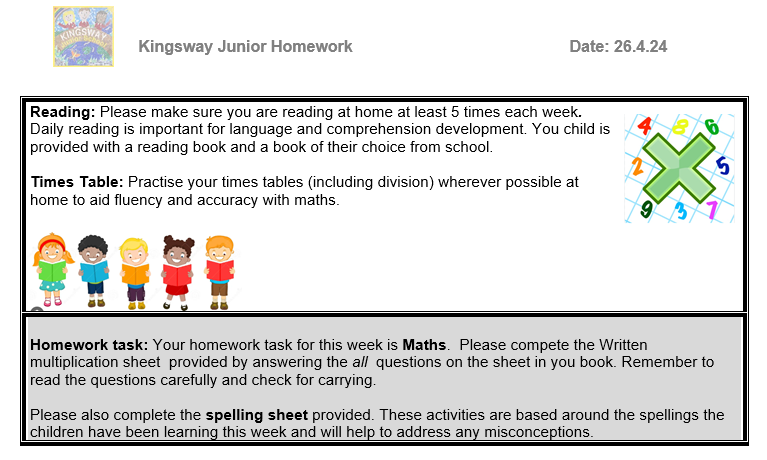 KINGSWAY
Kingsway Junior Homework Date: 26.4.24
Reading: Please make sure you are reading at home at least 5 times each week.
Daily reading is important for language and comprehension development. You child is
provided with a reading book and a book of their choice from school.
Times Table: Practise your times tables (including division) wherever possible at
home to aid fluency and accuracy with maths.
4 8 6
2 5
9 3 7
Homework task: Your homework task for this week is Maths. Please compete the Written
multiplication sheet provided by answering the all questions on the sheet in you book. Remember to
read the questions carefully and check for carrying.
Please also complete the spelling sheet provided. These activities are based around the spellings the
children have been learning this week and will help to address any misconceptions.